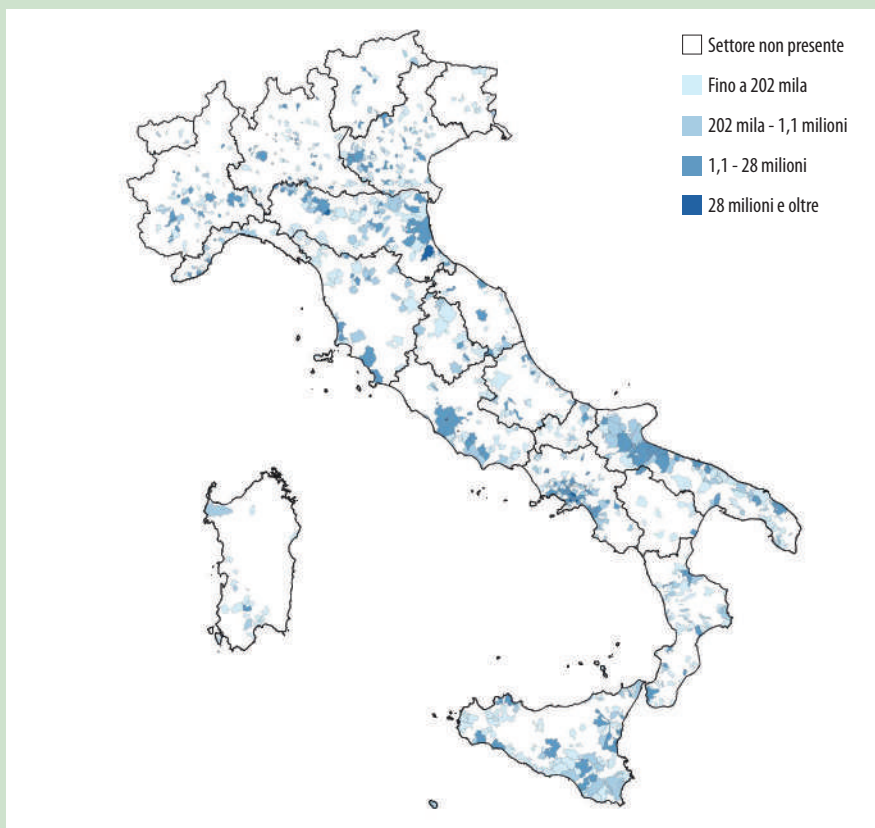 Settore non presente
Fino a 202 mila
202 mila - 1,1 milioni
1,1 - 28 milioni
28 milioni e oltre